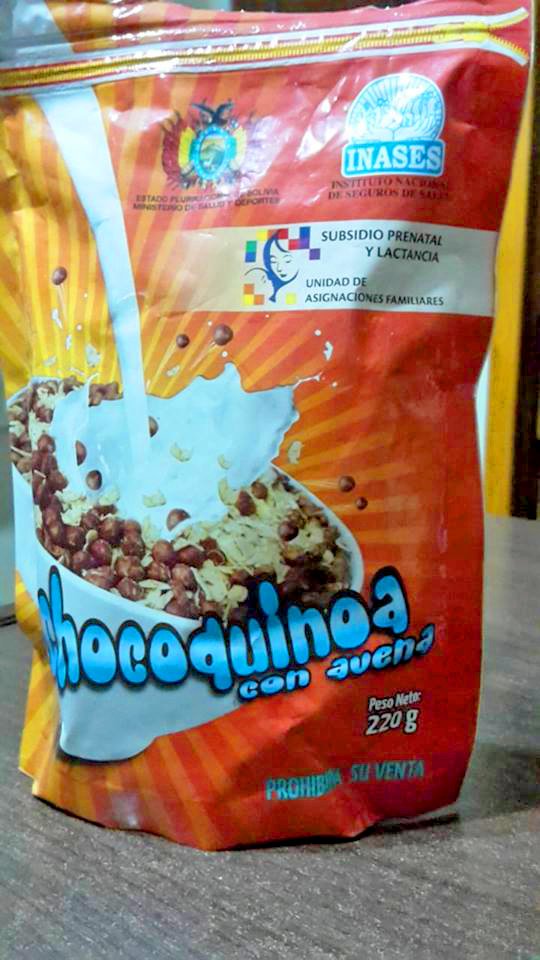 ESTADO PLURINACIONAL DE BOLIVIA
MINISTERIO DE SALUD Y DEPORTES
INASES
INSTITUTO NACIONAL
DE SEGUROS DE SALUD
SUBSIDIO PRENATAL
Y LACTANCIA
UNIDAD DE
ASIGNACIONES FAMILIARES
chocoquinoa
con avena
Peso Neto:
220 g
PROHIBIDA SU VENTA